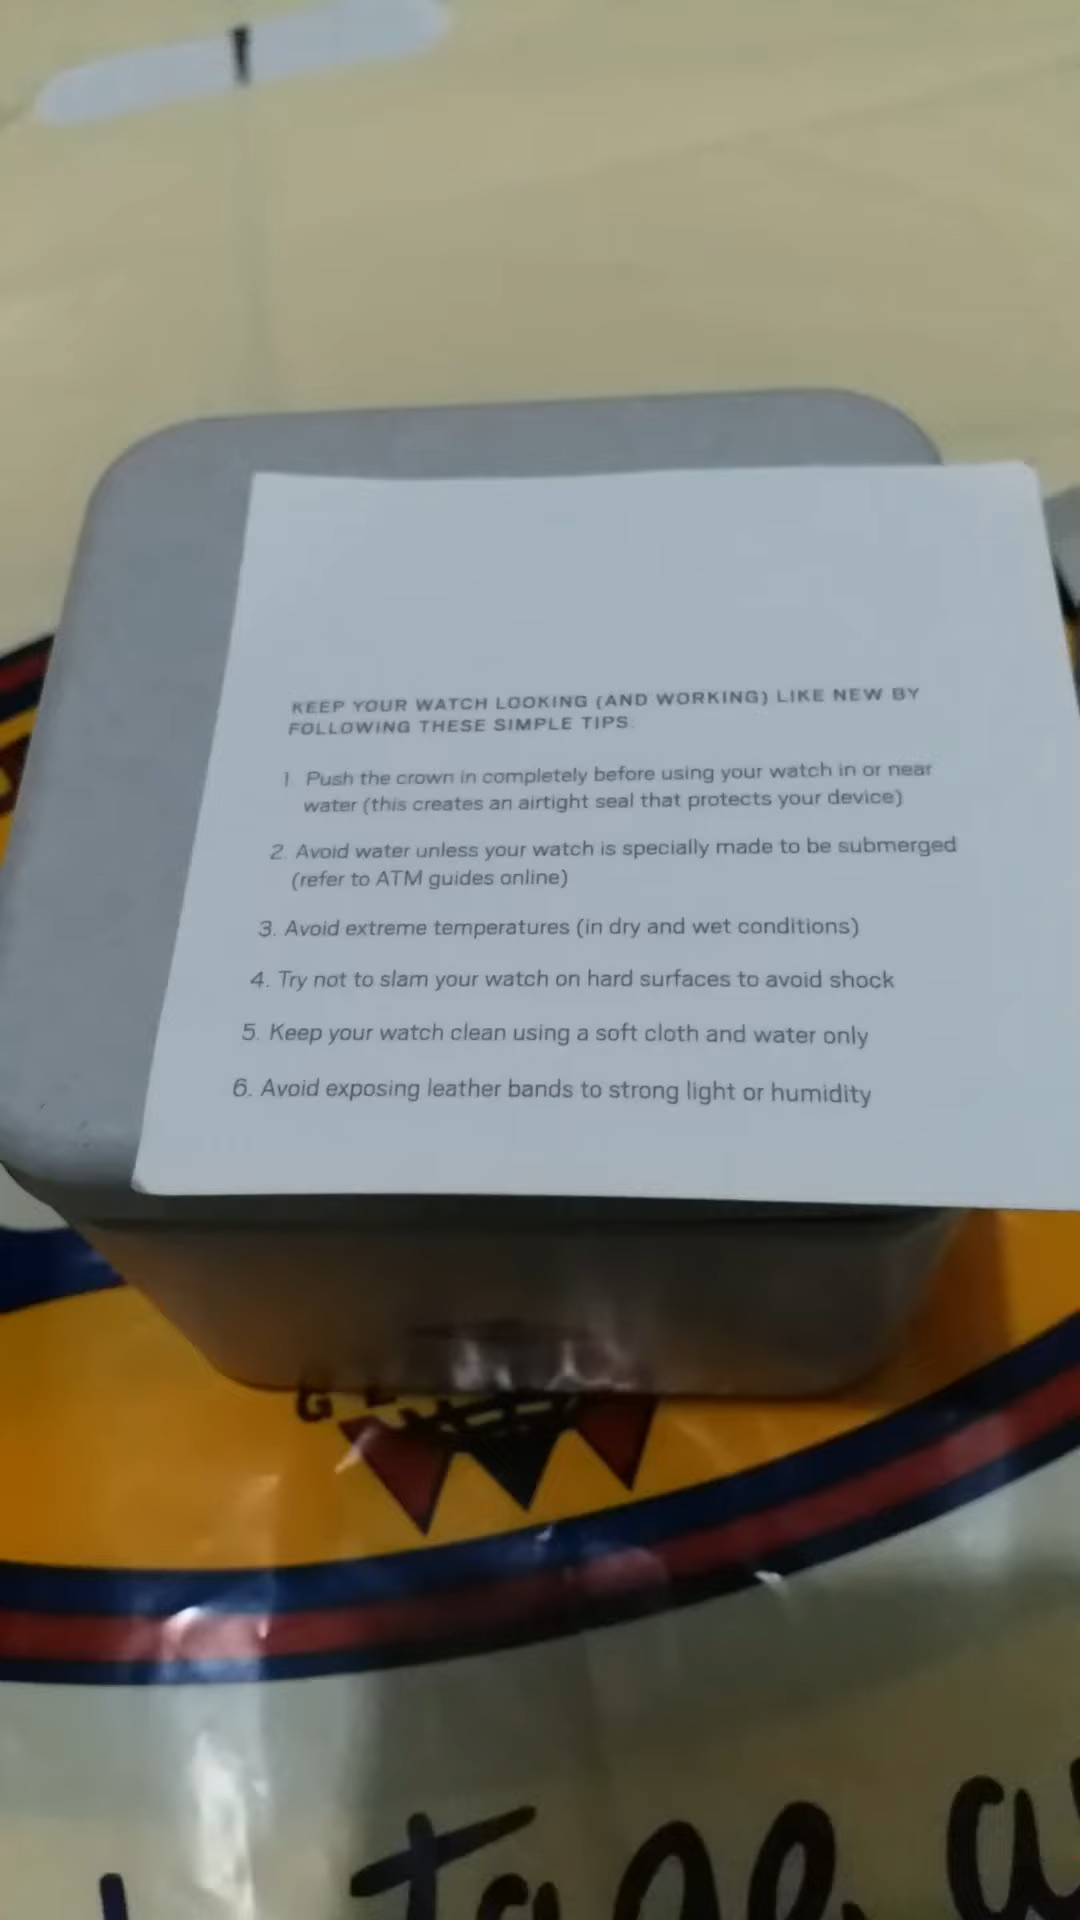 KEEP YOUR WATCH LOOKING (AND WORKING) LIKE NEW BY
FOLLOWING THESE SIMPLE TIPS:
1 Push the crown in completely before using your watch in or near
water (this creates an airtight seal that protects your device)
2. Avoid water unless your watch is specially made to be submerged
(refer to ATM guides online)
3. Avoid extreme temperatures (in dry and wet conditions)
4. Try not to slam your watch on hard surfaces to avoid shock
5. Keep your watch clean using a soft cloth and water only
6. Avoid exposing leather bands to strong light or humidity